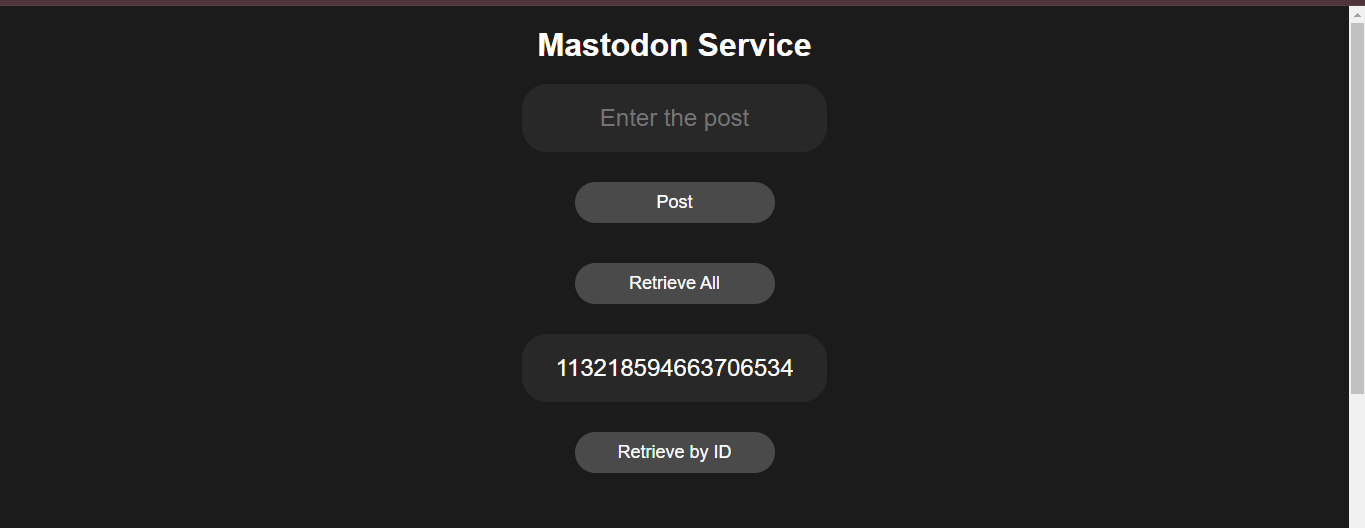 Mastodon Service
Enter the post
Post
Retrieve All
113218594663706534
Retrieve by ID